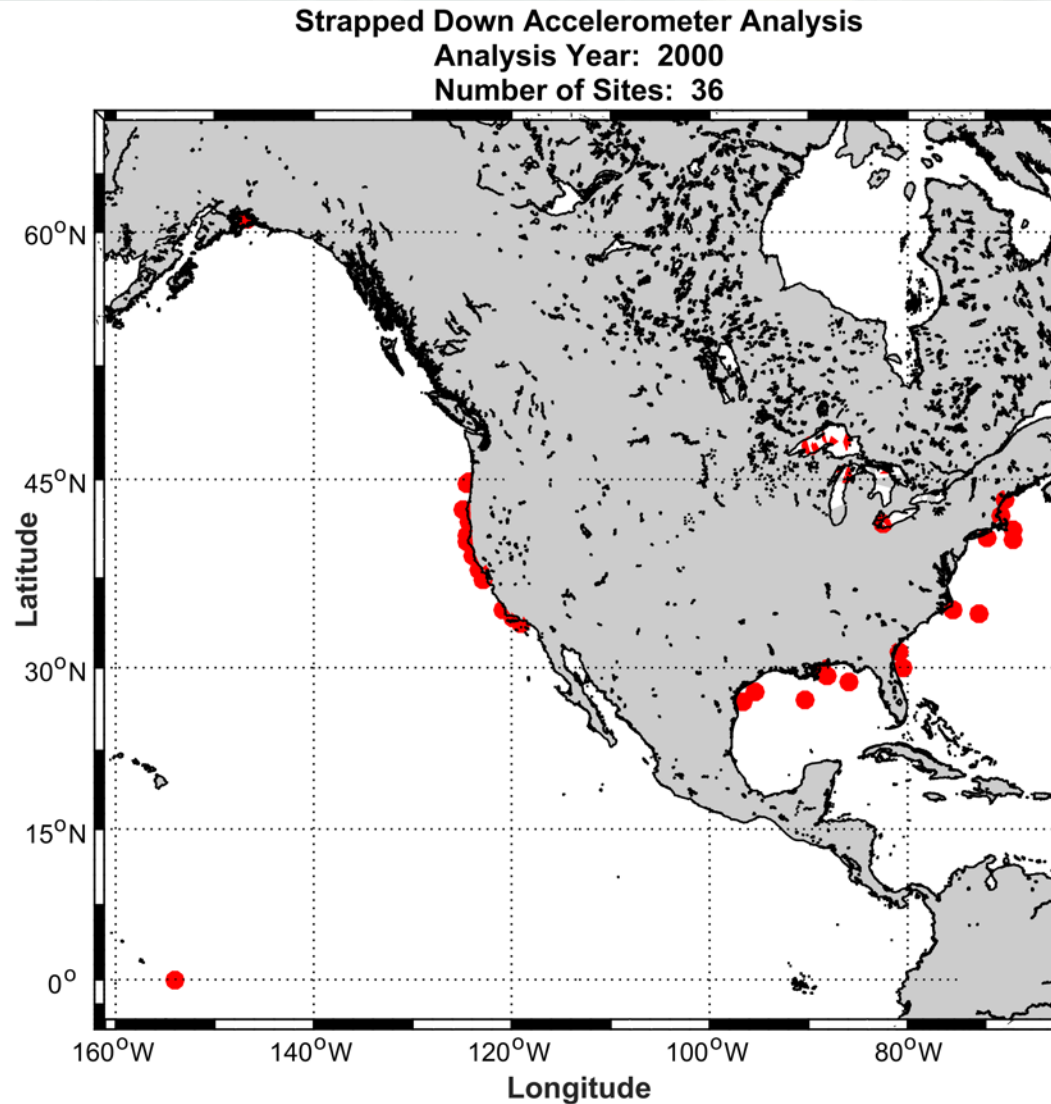 Strapped Down Accelerometer Analysis
Analysis Year: 2000
Number of Sites: 36
60°N
45°N
30°N
15°N
0°
Latitude
160°W 140°W 120°W 100°W 80°W
Longitude